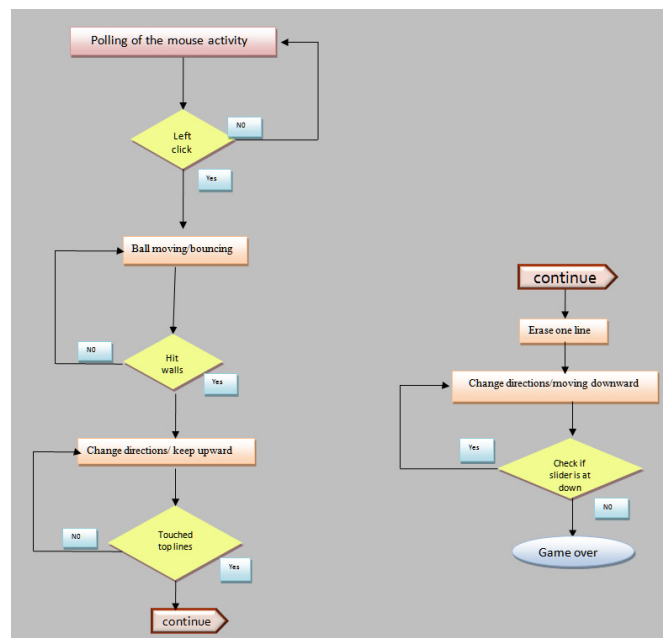 Polling of the mouse activity
N0
Left
click
Yes
Ball moving/bouncing
N0
Hit
walls
Yes
Change directions/ keep upward
N0
Touched
top lines
Yes
continue
continue
Erase one line
Change directions/moving downward
Yes
Check if
slider is at
down
N0
Game over